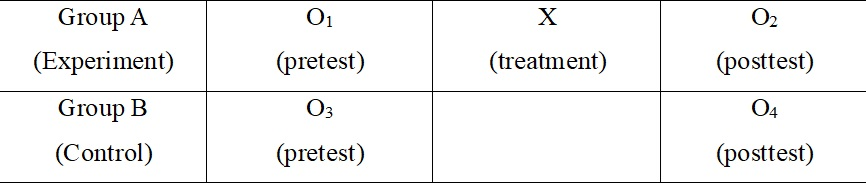 Group A O₁ X O₂
(Experiment) (pretest) (treatment) (posttest)
Group B O₃ O₄
(Control) (pretest) (posttest)